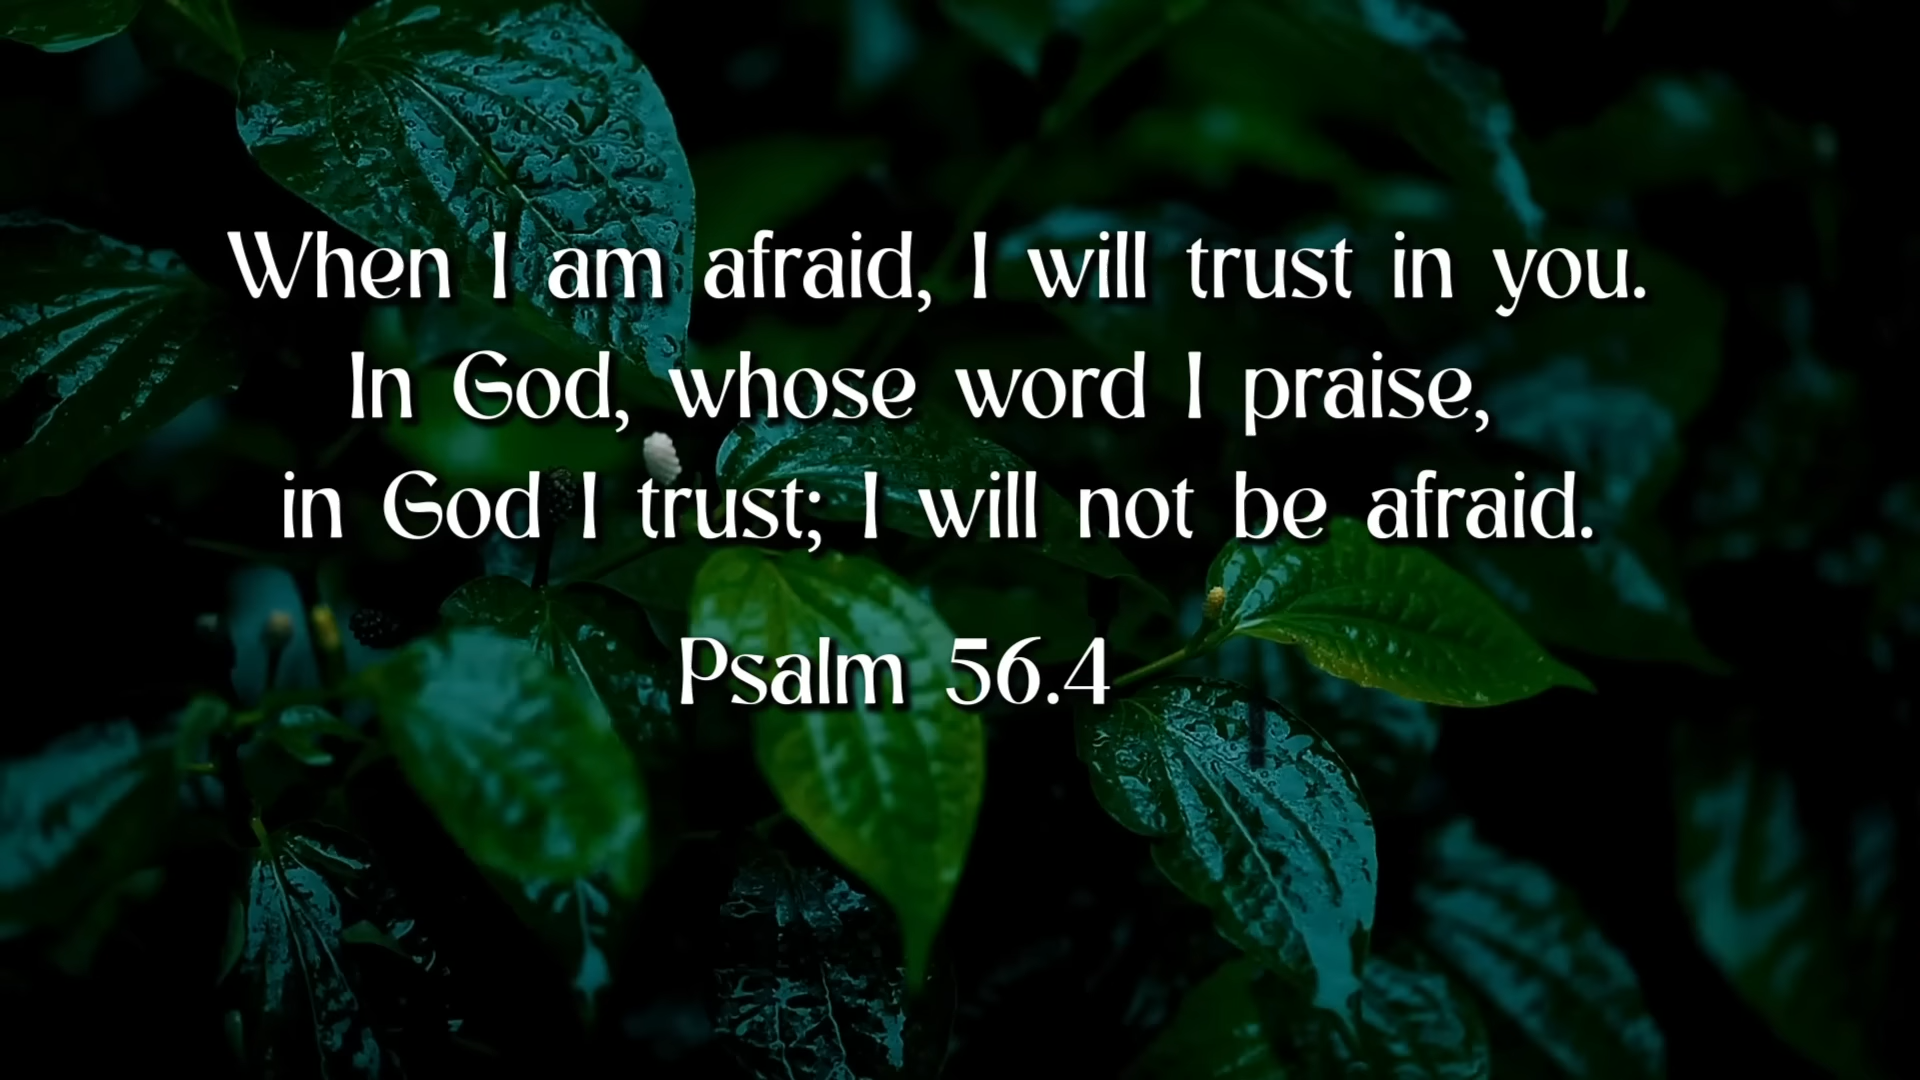 When I am afraid, I will trust in you.
In God, whose word I praise,
in God I trust; I will not be afraid.
Psalm 56.4